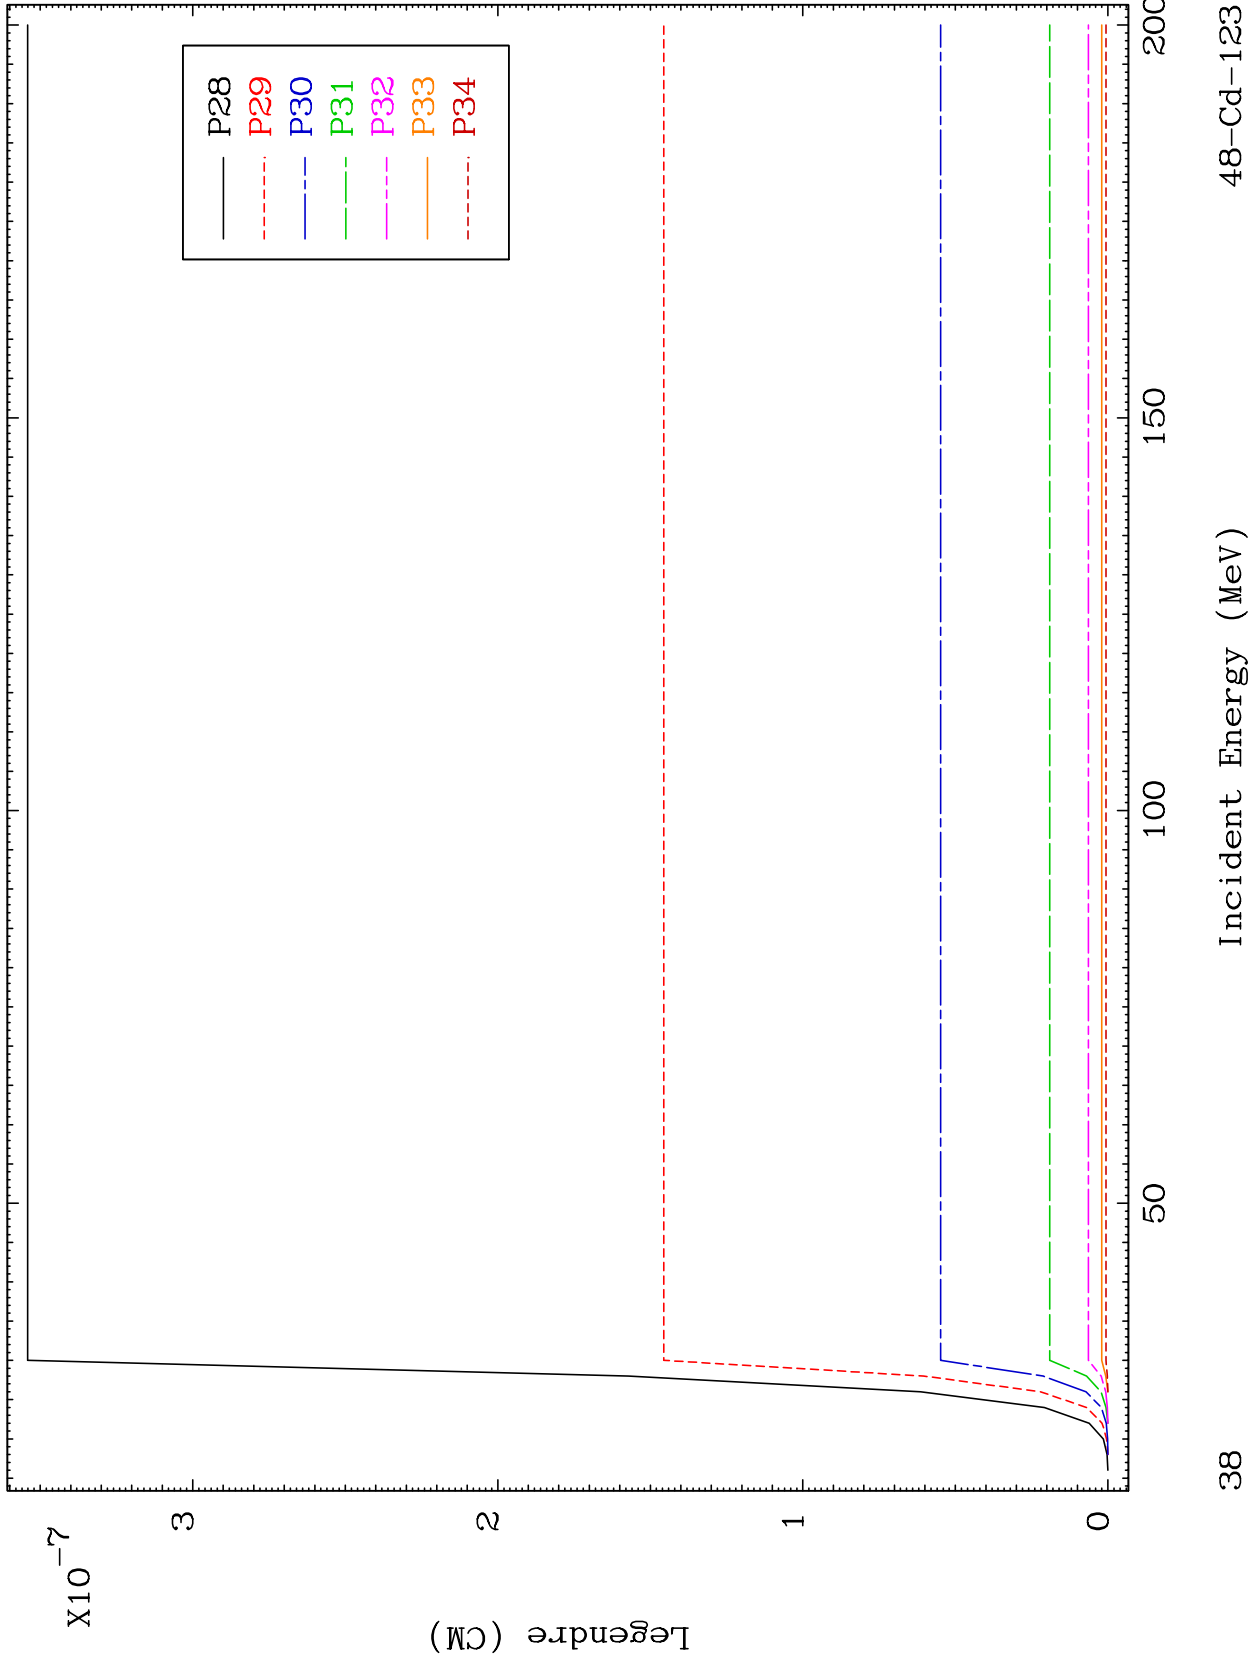 X10
-7
3
2
1
0
Legendre (CM)
P28
P29
P30
P31
P32
P33
P34
50
100
150
200
Incident Energy (MeV)
38
48-Cd-123